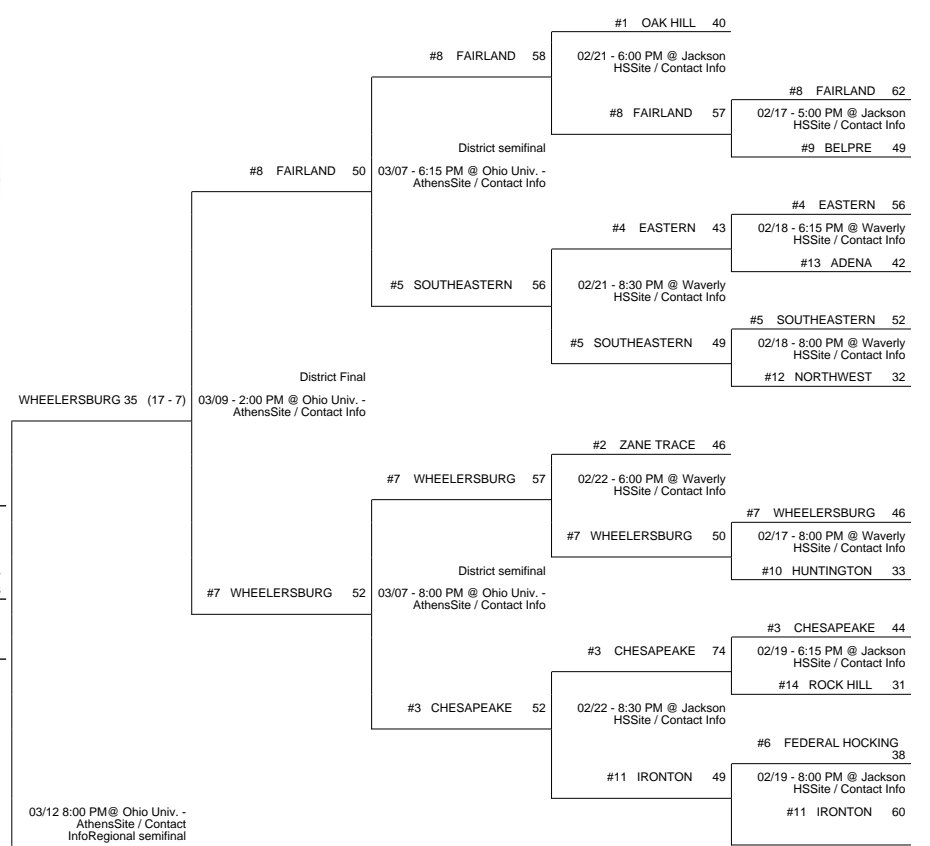 #1 OAK HILL 40
#8 FAIRLAND 58
02/21 - 6:00 PM @ Jackson
HSSite / Contact Info
#8 FAIRLAND 62
#8 FAIRLAND 57
02/17 - 5:00 PM @ Jackson
HSSite / Contact Info
#9 BELPRE 49
District semifinal
#8 FAIRLAND 50
03/07 - 6:15 PM @ Ohio Univ. -
AthensSite / Contact Info
#4 EASTERN 56
#4 EASTERN 43
02/18 - 6:15 PM @ Waverly
HSSite / Contact Info
#13 ADENA 42
#5 SOUTHEASTERN 56
02/21 - 8:30 PM @ Waverly
HSSite / Contact Info
#5 SOUTHEASTERN 52
#5 SOUTHEASTERN 49
02/18 - 8:00 PM @ Waverly
HSSite / Contact Info
#12 NORTHWEST 32
District Final
WHEELERSBURG 35 (17 - 7)
03/09 - 2:00 PM @ Ohio Univ. -
AthensSite / Contact Info
#2 ZANE TRACE 46
#7 WHEELERSBURG 57
02/22 - 6:00 PM @ Waverly
HSSite / Contact Info
#7 WHEELERSBURG 46
#7 WHEELERSBURG 50
02/17 - 8:00 PM @ Waverly
HSSite / Contact Info
#10 HUNTINGTON 33
District semifinal
#7 WHEELERSBURG 52
03/07 - 8:00 PM @ Ohio Univ. -
AthensSite / Contact Info
#3 CHESAPEAKE 44
#3 CHESAPEAKE 74
02/19 - 6:15 PM @ Jackson
HSSite / Contact Info
#14 ROCK HILL 31
#3 CHESAPEAKE 52
02/22 - 8:30 PM @ Jackson
HSSite / Contact Info
#6 FEDERAL HOCKING
38
#11 IRONTON 49
02/19 - 8:00 PM @ Jackson
HSSite / Contact Info
#11 IRONTON 60
03/12 8:00 PM@ Ohio Univ. -
AthensSite / Contact
InfoRegional semifinal